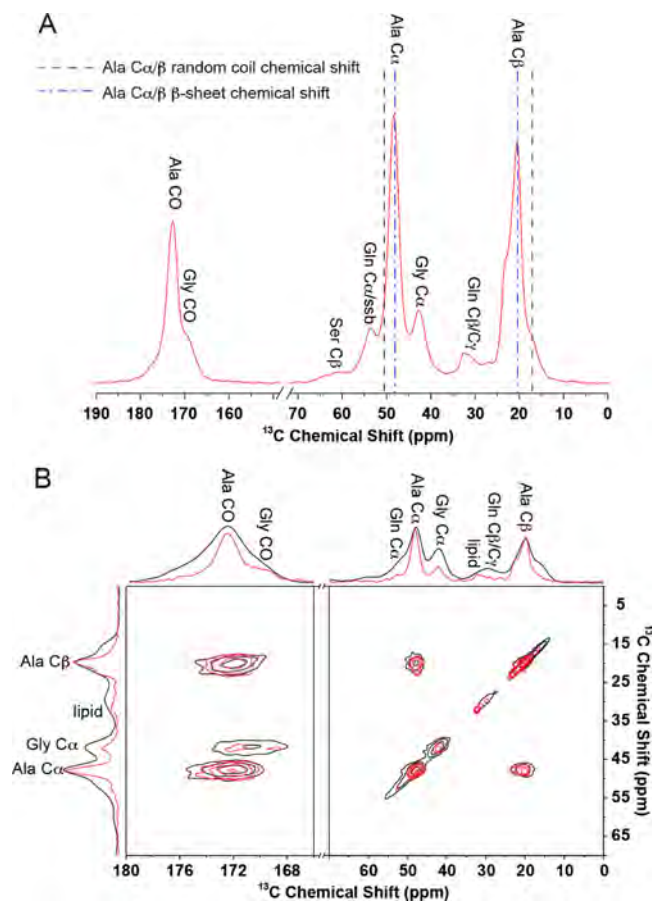 A
Ala Cα
Ala Cβ
Ala Cα/β random coil chemical shift
Ala Cα/β β-sheet chemical shift
Ala CO
Gly CO
Ser Cβ
Gln Cα/ssb
Gly Cα
Gln Cβ/Cγ
190 180 170 160 70 60 50 40 30 20 10 0
13C Chemical Shift (ppm)
B
Ala CO
Gly CO
Gln Cα
Ala Cα
Gly Cα
lipid
Gln Cβ/Cγ
Ala Cβ
Ala Cβ
lipid
Gly Cα
Ala Cα
5
15
25
35
45
55
65
13C Chemical Shift (ppm)
180 176 172 168 60 50 40 30 20 10 0
13C Chemical Shift (ppm)